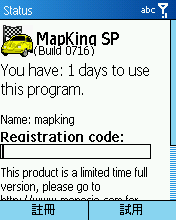 Status
abc
MapKing SP
(Build 0716)
You have: 1 days to use
this program.
Name: mapking
Registration code:
This product is a limited time full
version, please go to
註冊
試用